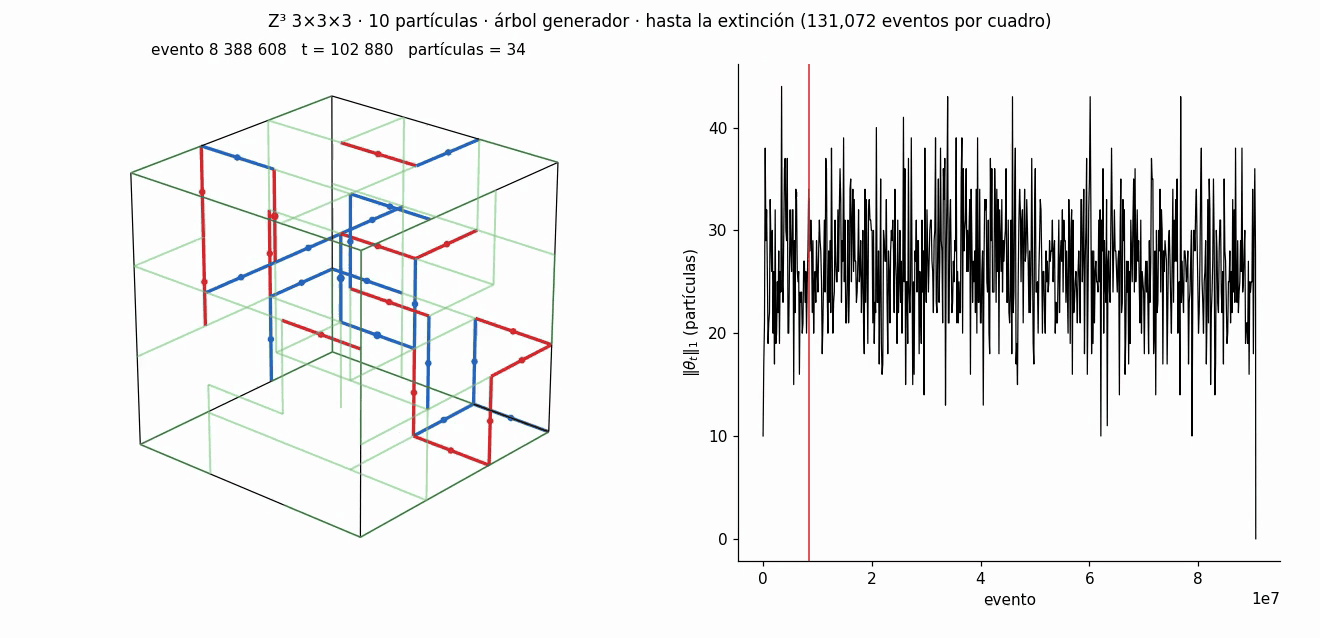 Z³ 3×3×3 · 10 partículas · árbol generador · hasta la extinción (131,072 eventos por cuadro)
evento 8 388 608   t = 102 880   partículas = 34
‖θₜ‖₁ (partículas)
40
30
20
10
0
0 2 4 6 8
1e7
evento